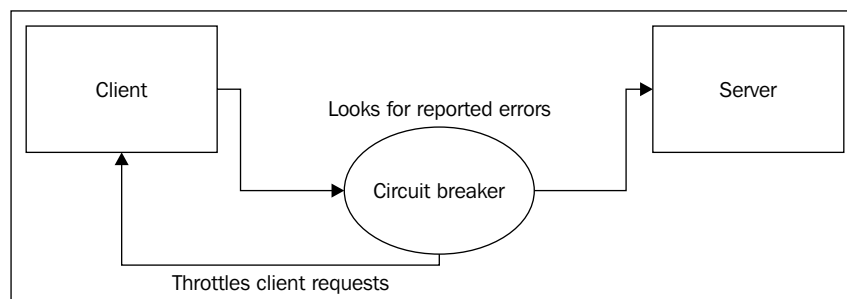 Client
Looks for reported errors
Server
Circuit breaker
Throttles client requests